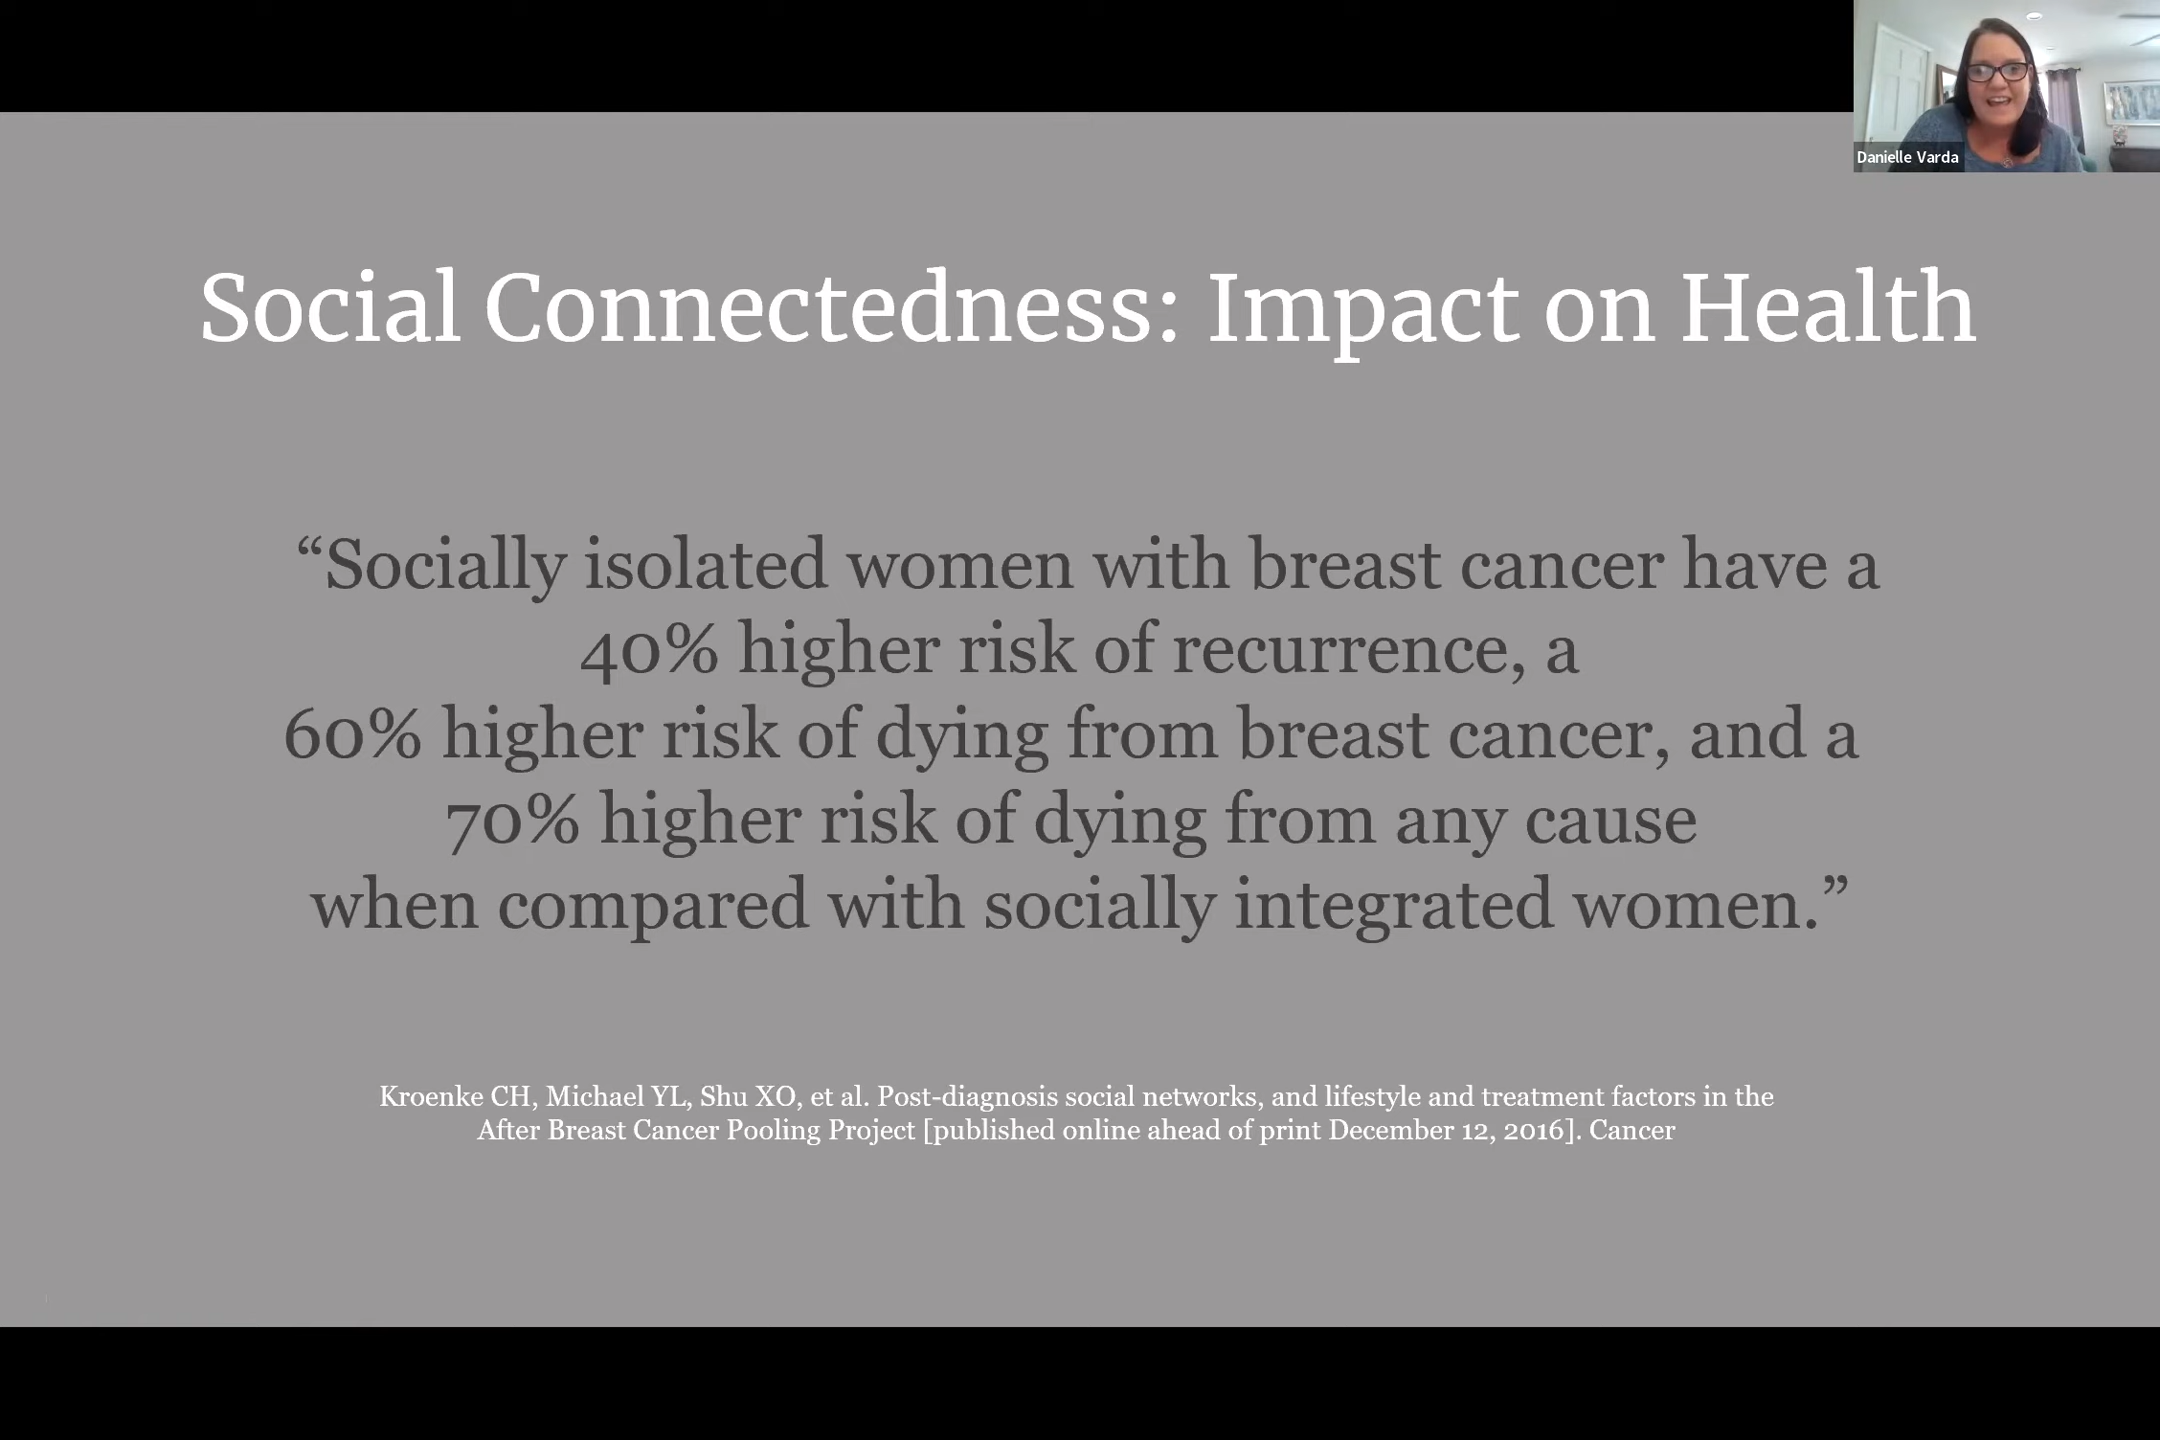 Danielle Varda
Social Connectedness: Impact on Health
“Socially isolated women with breast cancer have a
40% higher risk of recurrence, a
60% higher risk of dying from breast cancer, and a
70% higher risk of dying from any cause
when compared with socially integrated women.”
Kroenke CH, Michael YL, Shu XO, et al. Post-diagnosis social networks, and lifestyle and treatment factors in the
After Breast Cancer Pooling Project [published online ahead of print December 12, 2016]. Cancer